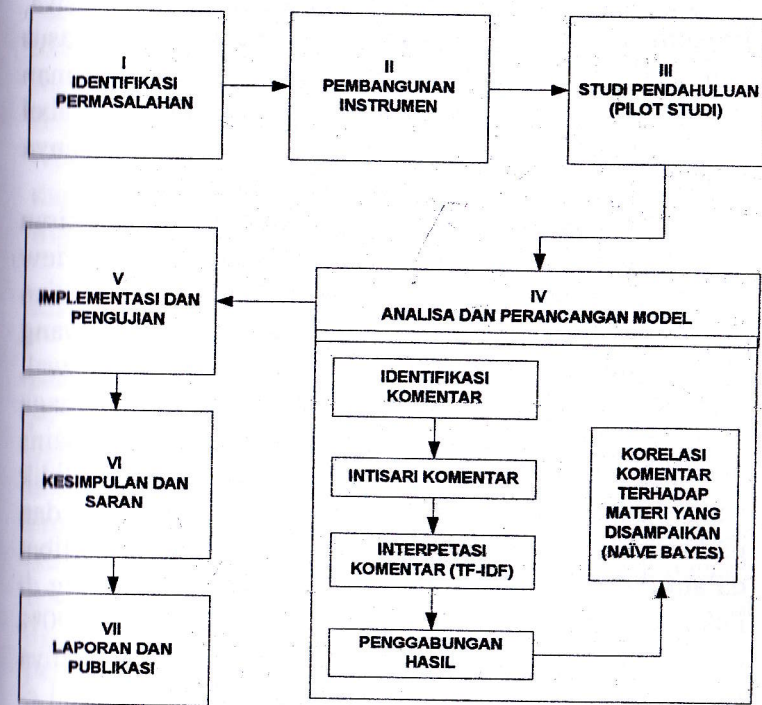 I
IDENTIFIKASI
PERMASALAHAN
II
PEMBANGUNAN
INSTRUMEN
III
STUDI PENDAHULUAN
(PILOT STUDI)
IV
ANALISA DAN PERANCANGAN MODEL
IDENTIFIKASI
KOMENTAR
INTISARI KOMENTAR
INTERPETASI
KOMENTAR (TF-IDF)
PENGGABUNGAN
HASIL
KORELASI
KOMENTAR
TERHADAP
MATERI YANG
DISAMPAIKAN
(NAÏVE BAYES)
V
IMPLEMENTASI DAN
PENGUJIAN
VI
KESIMPULAN DAN
SARAN
VII
LAPORAN DAN
PUBLIKASI